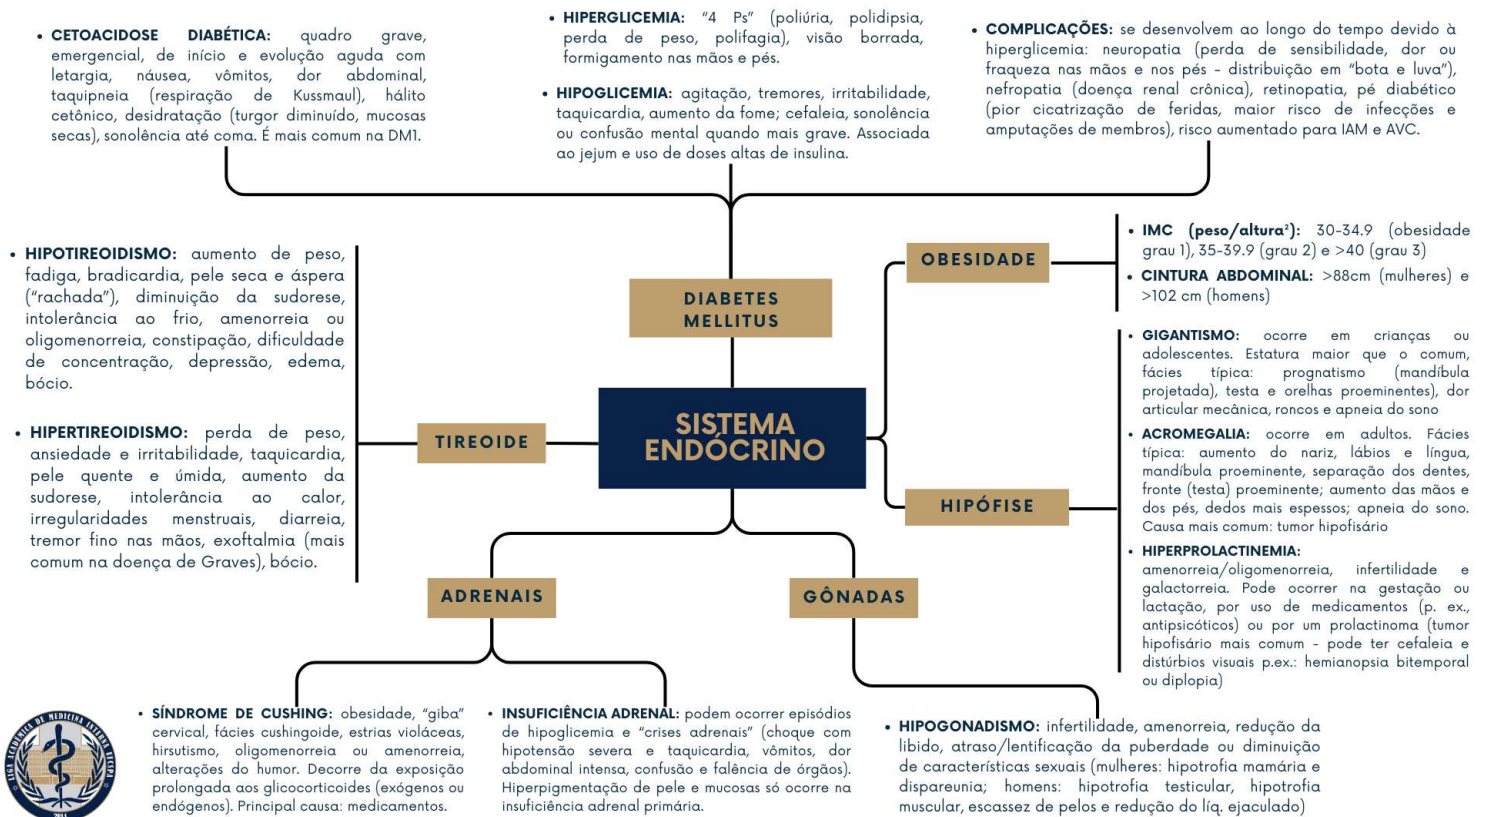 • CETOACIDOSE DIABÉTICA: quadro grave,
emergencial, de início e evolução aguda com
letargia, náusea, vômitos, dor abdominal,
taquipneia (respiração de Kussmaul), hálito
cetônico, desidratação (turgor diminuído, mucosas
secas), sonolência até coma. É mais comum na DM1.
• HIPERGLICEMIA: “4 Ps” (poliúria, polidipsia,
perda de peso, polifagia), visão borrada,
formigamento nas mãos e pés.
• HIPOGLICEMIA: agitação, tremores, irritabilidade,
taquicardia, aumento da fome; cefaleia, sonolência
ou confusão mental quando mais grave. Associada
ao jejum e uso de doses altas de insulina.
• COMPLICAÇÕES: se desenvolvem ao longo do tempo devido à
hiperglicemia: neuropatia (perda de sensibilidade, dor ou
fraqueza nas mãos e nos pés - distribuição em “bota e luva”),
nefropatia (doença renal crônica), retinopatia, pé diabético
(pior cicatrização de feridas, maior risco de infecções e
amputações de membros), risco aumentado para IAM e AVC.
DIABETES
MELLITUS
• HIPOTIREOIDISMO: aumento de peso,
fadiga, bradicardia, pele seca e áspera
(“rachada”), diminuição da sudorese,
intolerância ao frio, amenorreia ou
oligomenorreia, constipação, dificuldade
de concentração, depressão, edema,
bócio.
• HIPERTIREOIDISMO: perda de peso,
ansiedade e irritabilidade, taquicardia,
pele quente e úmida, aumento da
sudorese, intolerância ao calor,
irregularidades menstruais, diarreia,
tremor fino nas mãos, exoftalmia (mais
comum na doença de Graves), bócio.
TIREOIDE
SISTEMA
ENDÓCRINO
OBESIDADE
• IMC (peso/altura²): 30-34.9 (obesidade
grau 1), 35-39.9 (grau 2) e >40 (grau 3)
• CINTURA ABDOMINAL: >88cm (mulheres) e
>102 cm (homens)
HIPÓFISE
• GIGANTISMO: ocorre em crianças ou
adolescentes. Estatura maior que o comum,
fácies típica: prognatismo (mandíbula
projetada), testa e orelhas proeminentes), dor
articular mecânica, roncos e apneia do sono
• ACROMEGALIA: ocorre em adultos. Fácies
típica: aumento do nariz, lábios e língua,
mandíbula proeminente, separação dos dentes,
fronte (testa) proeminente; aumento das mãos e
dos pés, dedos mais espessos; apneia do sono.
Causa mais comum: tumor hipofisário
• HIPERPROLACTINEMIA:
amenorreia/oligomenorreia, infertilidade e
galactorreia. Pode ocorrer na gestação ou
lactação, por uso de medicamentos (p. ex.,
antipsicóticos) ou por um prolactinoma (tumor
hipofisário mais comum - pode ter cefaleia e
distúrbios visuais p.ex.: hemianopsia bitemporal
ou diplopia)
ADRENAIS
GÔNADAS
• SÍNDROME DE CUSHING: obesidade, “giba”
cervical, fácies cushingoide, estrias violáceas,
hirsutismo, oligomenorreia ou amenorreia,
alterações do humor. Decorre da exposição
prolongada aos glicocorticoides (exógenos ou
endógenos). Principal causa: medicamentos.
• INSUFICIÊNCIA ADRENAL: podem ocorrer episódios
de hipoglicemia e “crises adrenais” (choque com
hipotensão severa e taquicardia, vômitos, dor
abdominal intensa, confusão e falência de órgãos).
Hiperpigmentação de pele e mucosas só ocorre na
insuficiência adrenal primária.
• HIPOGONADISMO: infertilidade, amenorreia, redução da
libido, atraso/lentificação da puberdade ou diminuição
de características sexuais (mulheres: hipotrofia mamária e
dispareunia; homens: hipotrofia testicular, hipotrofia
muscular, escassez de pelos e redução do líq. ejaculado)
LIGA ACADÊMICA DE MEDICINA INTERNA